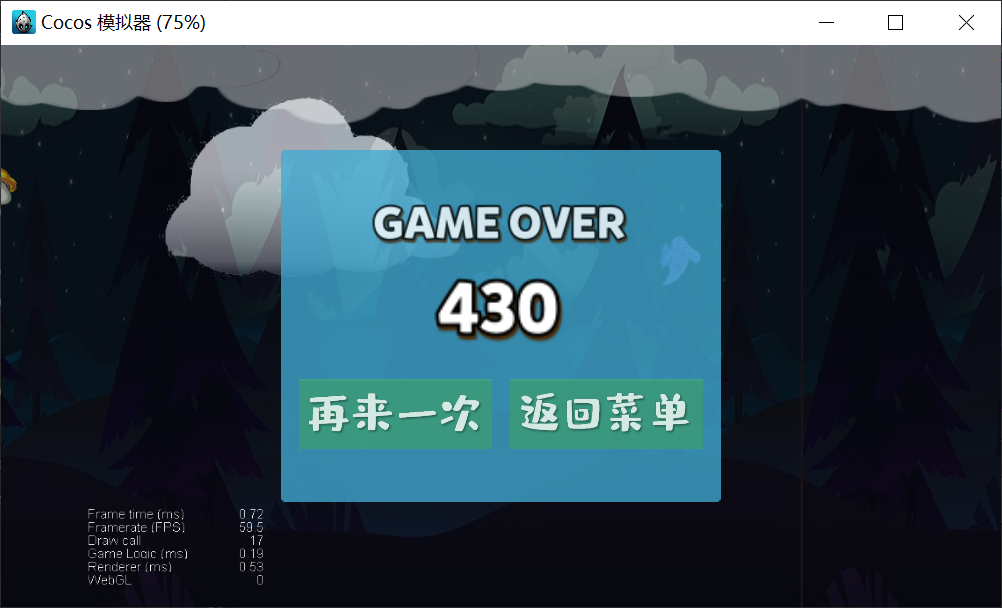 Cocos 模拟器 (75%)
GAME OVER
430
再来一次 返回菜单
Frame time (ms) 0.72
Framerate (FPS) 59.5
Draw call 17
Game Logic (ms) 0.19
Renderer (ms) 0.53
WebGL 0